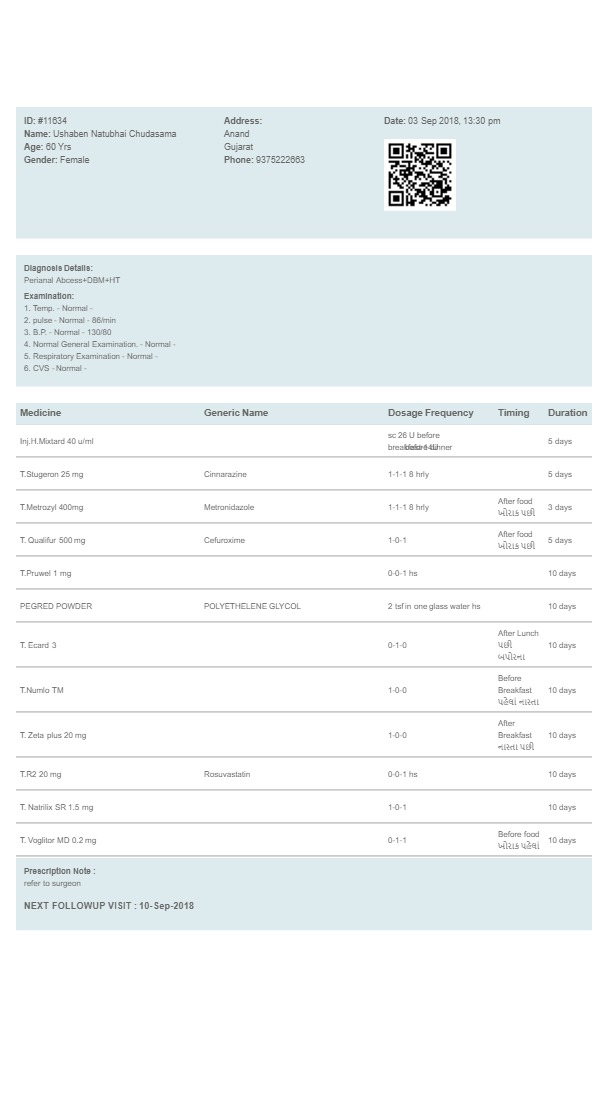 ID: #11634 Address: Date: 03 Sep 2018, 13:30 pm
Name: Ushaben Natubhai Chudasama Anand
Age: 60 Yrs Gujarat
Gender: Female Phone: 9375222663
Diagnosis Details:
Perianal Abcess+DBM+HT
Examination:
1. Temp. - Normal -
2. pulse - Normal - 86/min
3. B.P. - Normal - 130/80
4. Normal General Examination. - Normal -
5. Respiratory Examination - Normal -
6. CVS - Normal -
Medicine Generic Name Dosage Frequency Timing Duration
Inj.H.Mixtard 40 u/ml sc 26 U before 5 days
T.Stugeron 25 mg Cinnarazine 1-1-1 8 hrly 5 days
T.Metrozyl 400mg Metronidazole 1-1-1 8 hrly After food 3 days
ખોરાક પછી
T. Qualifur 500 mg Cefuroxime 1-0-1 After food 5 days
ખોરાક પછી
T.Pruwel 1 mg 0-0-1 hs 10 days
PEGRED POWDER POLYETHELENE GLYCOL 2 tsf in one glass water hs 10 days
T. Ecard 3 0-1-0 After Lunch 10 days
પછી
બપોરના
T.Numlo TM 1-0-0 Before 10 days
Breakfast
પહેલાં નાસ્તા
T. Zeta plus 20 mg 1-0-0 After 10 days
Breakfast
નાસ્તા પછી
T.R2 20 mg Rosuvastatin 0-0-1 hs 10 days
T. Natrilix SR 1.5 mg 1-0-1 10 days
T. Voglitor MD 0.2 mg 0-1-1 Before food 10 days
ખોરાક પહેલાં
Prescription Note :
refer to surgeon
NEXT FOLLOWUP VISIT : 10-Sep-2018